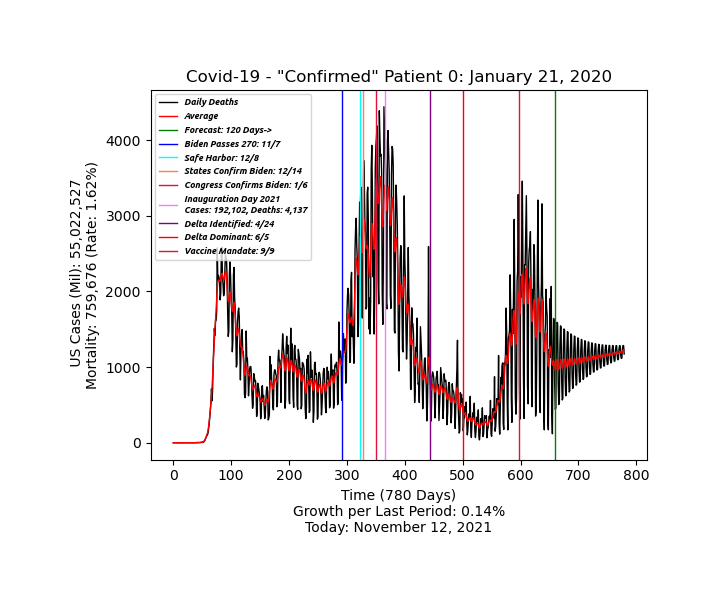 Covid-19 - "Confirmed" Patient 0: January 21, 2020
US Cases (Mil): 55,022,527
Mortality: 759,676 (Rate: 1.62%)
4000
3000
2000
1000
0
Daily Deaths
Average
Forecast: 120 Days->
Biden Passes 270: 11/7
Safe Harbor: 12/8
States Confirm Biden: 12/14
Congress Confirms Biden: 1/6
Inauguration Day 2021
Cases: 192,102, Deaths: 4,137
Delta Identified: 4/24
Delta Dominant: 6/5
Vaccine Mandate: 9/9
0 100 200 300 400 500 600 700 800
Time (780 Days)
Growth per Last Period: 0.14%
Today: November 12, 2021